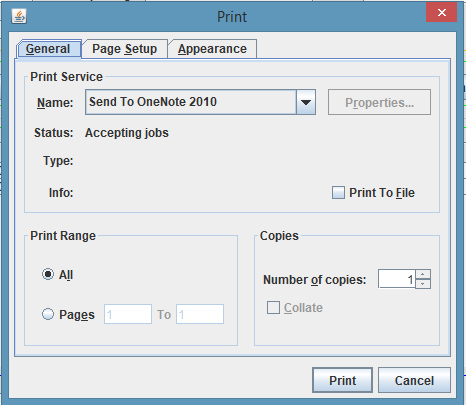 Print
General Page Setup Appearance
Print Service
Name: Send To OneNote 2010 Properties...
Status: Accepting jobs
Type:
Info: Print To File
Print Range Copies
All Number of copies: 1
Pages 1 To 1 Collate
Print Cancel